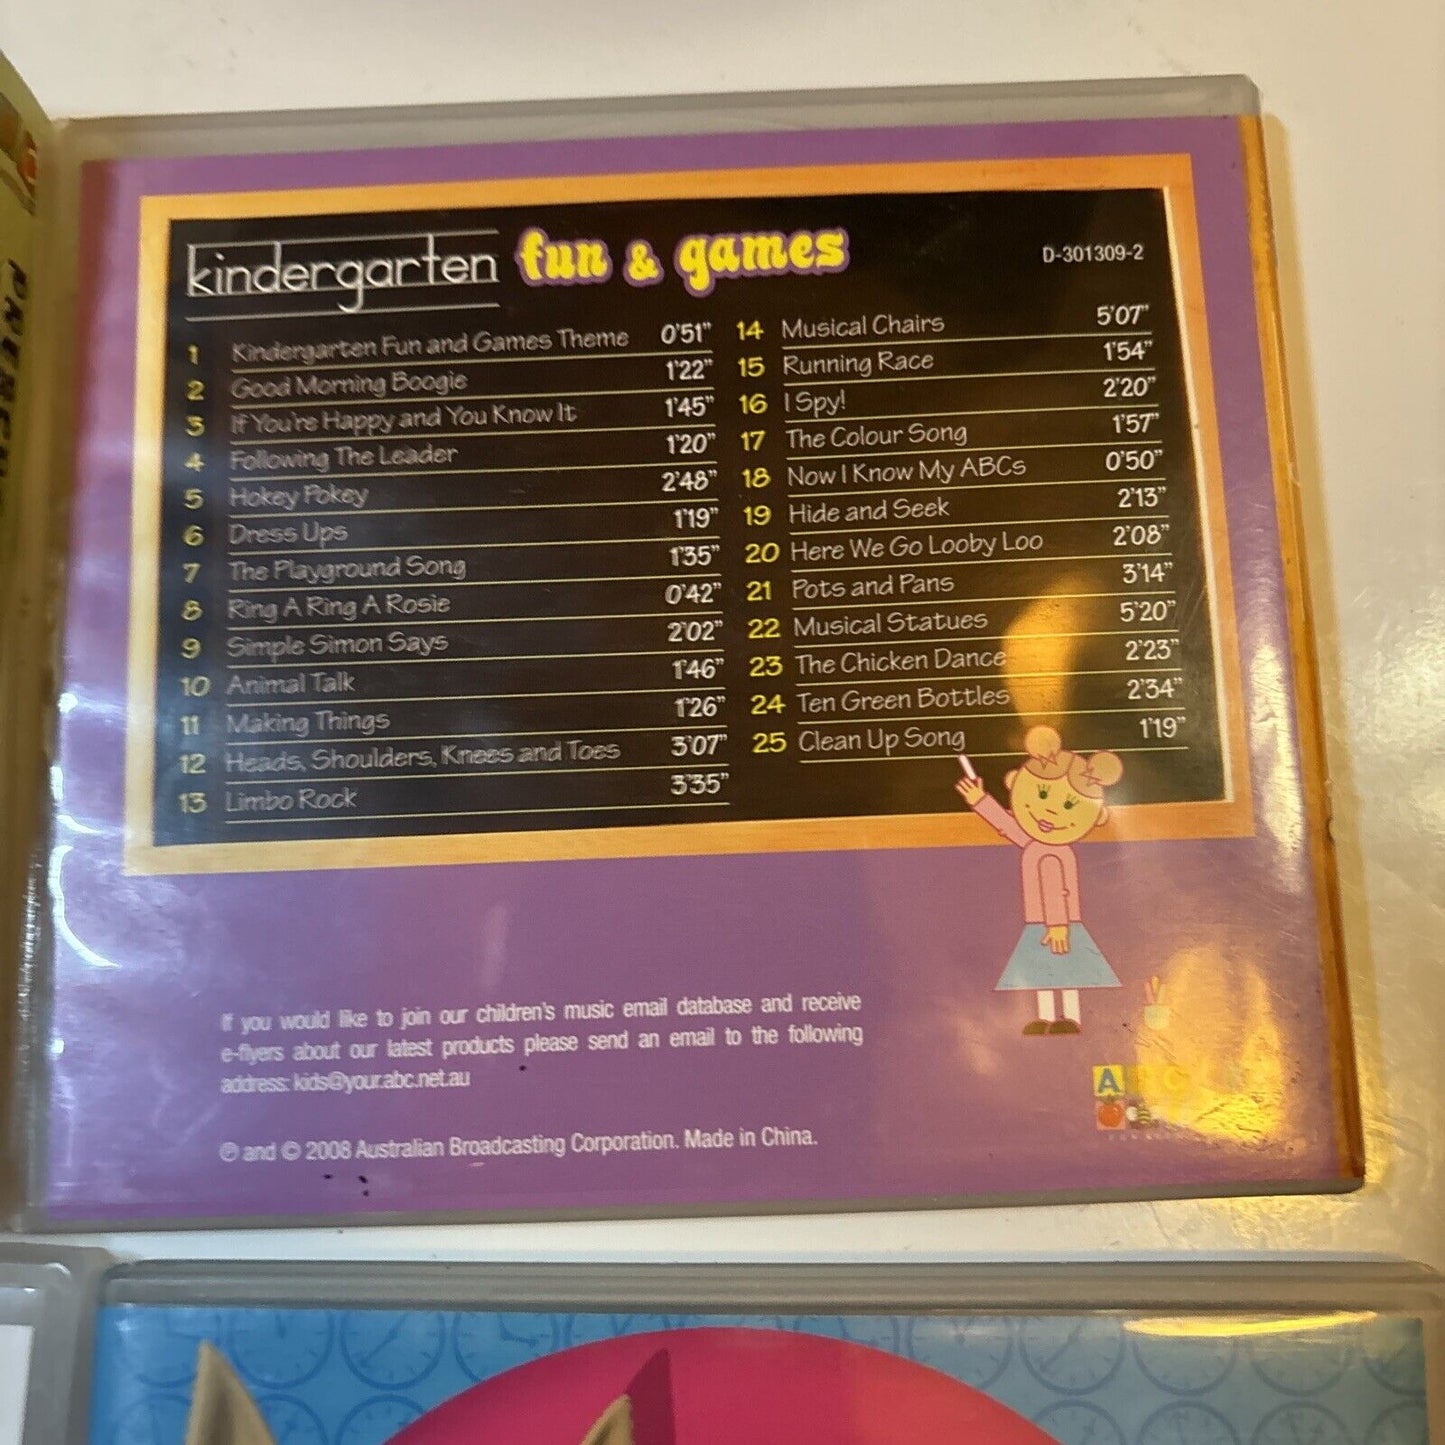 kindergarten fun & games
D-301309-2
1 Kindergarten Fun and Games Theme 0'51"
2 Good Morning Boogie 1'22"
3 If You're Happy and You Know It 1'45"
4 Following The Leader 1'20"
5 Hokey Pokey 2'48"
6 Dress Ups 1'19"
7 The Playground Song 1'35"
8 Ring A Ring A Rosie 0'42"
9 Simple Simon Says 2'02"
10 Animal Talk 1'46"
11 Making Things 1'26"
12 Heads, Shoulders, Knees and Toes 3'07"
13 Limbo Rock 3'35"
14 Musical Chairs 5'07"
15 Running Race 1'54"
16 I Spy! 2'20"
17 The Colour Song 1'57"
18 Now I Know My ABCs 0'50"
19 Hide and Seek 2'13"
20 Here We Go Looby Loo 2'08"
21 Pots and Pans 3'14"
22 Musical Statues 5'20"
23 The Chicken Dance 2'23"
24 Ten Green Bottles 2'34"
25 Clean Up Song 1'19"
If you would like to join our children's music email database and receive
e-flyers about our latest products please send an email to the following
address: kids@your.abc.net.au
℗ and © 2008 Australian Broadcasting Corporation. Made in China.
A B C